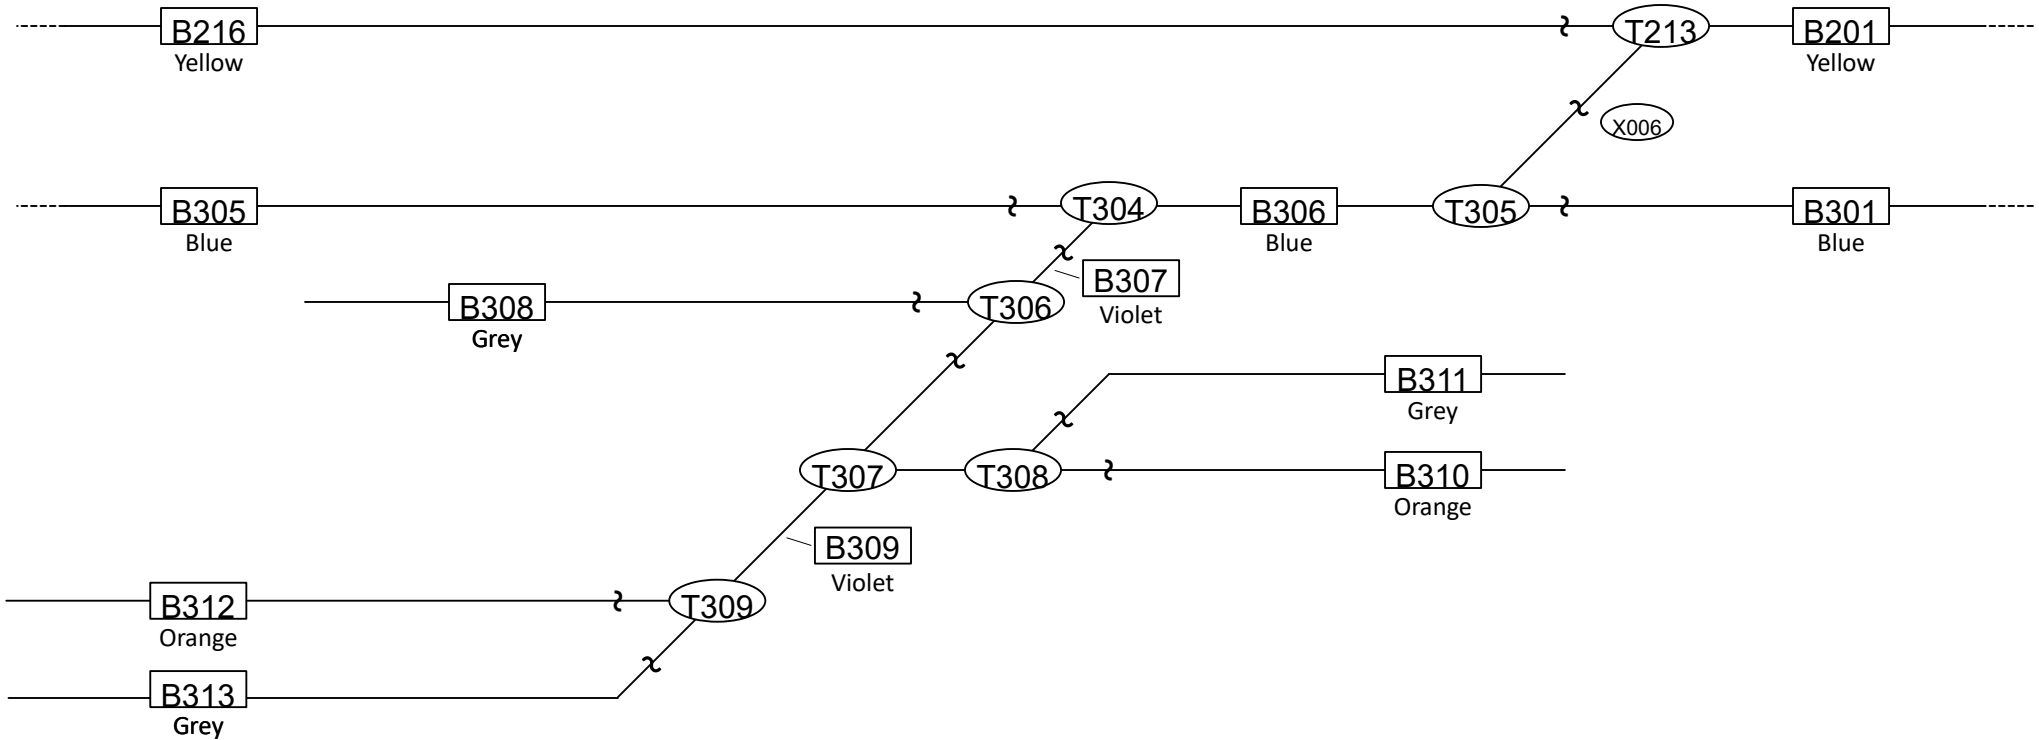 B216
Yellow
T213
B201
Yellow
X006
B305
Blue
T304
B306
Blue
T305
B301
Blue
B307
Violet
B308
Grey
T306
B311
Grey
T307
T308
B310
Orange
B309
Violet
B312
Orange
T309
B313
Grey